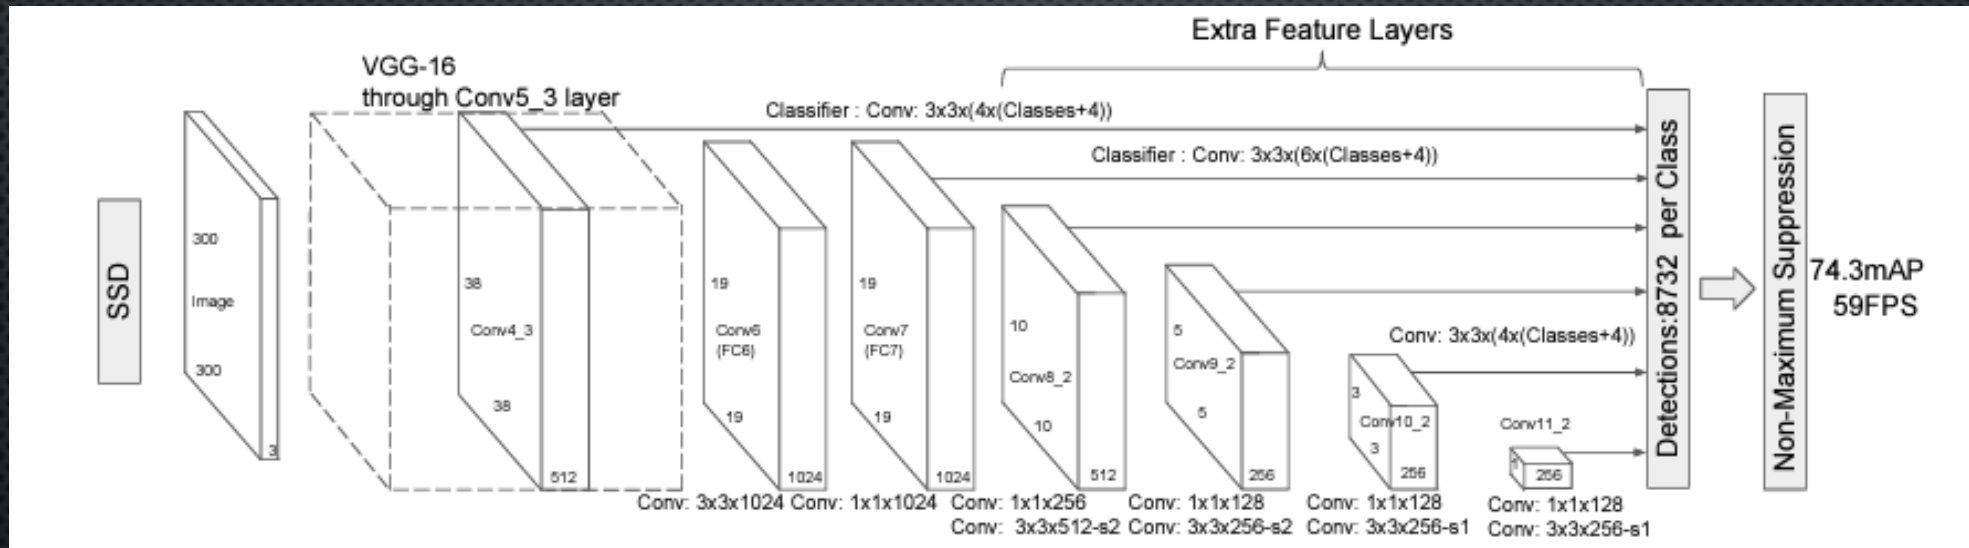 Extra Feature Layers
VGG-16
through Conv5_3 layer
Classifier : Conv: 3x3x(4x(Classes+4))
Classifier : Conv: 3x3x(6x(Classes+4))
SSD
300
Image
300
3
38
Conv4_3
38
512
19
Conv6
(FC6)
19
1024
19
Conv7
(FC7)
19
1024
10
Conv8_2
10
512
5
Conv9_2
5
256
Conv: 3x3x(4x(Classes+4))
3
Conv10_2
3
256
Conv11_2
1
256
Conv: 3x3x1024
Conv: 1x1x1024
Conv: 1x1x256
Conv: 3x3x512-s2
Conv: 1x1x128
Conv: 3x3x256-s2
Conv: 1x1x128
Conv: 3x3x256-s1
Conv: 1x1x128
Conv: 3x3x256-s1
Detections:8732 per Class
Non-Maximum Suppression
74.3mAP
59FPS